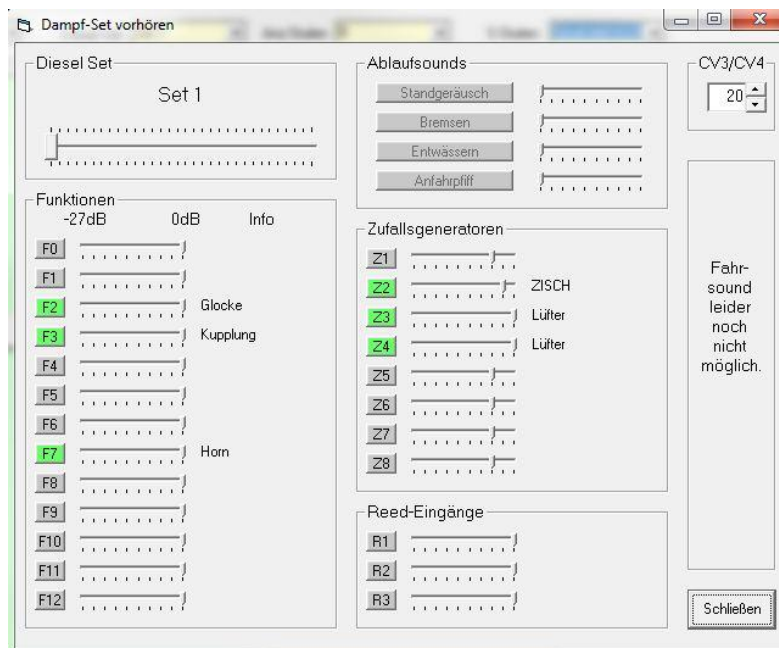 Dampf-Set vorhören
Diesel Set
Set 1
Funktionen
-27dB 0dB Info
F0
F1
F2 Glocke
F3 Kupplung
F4
F5
F6
F7 Horn
F8
F9
F10
F11
F12
Ablaufsounds
Standgeräusch
Bremsen
Entwässern
Anfahrpfiff
Zufallsgeneratoren
Z1
Z2 ZISCH
Z3 Lüfter
Z4 Lüfter
Z5
Z6
Z7
Z8
Reed-Eingänge
R1
R2
R3
CV3/CV4
20
Fahr-
sound
leider
noch
nicht
möglich.
Schließen